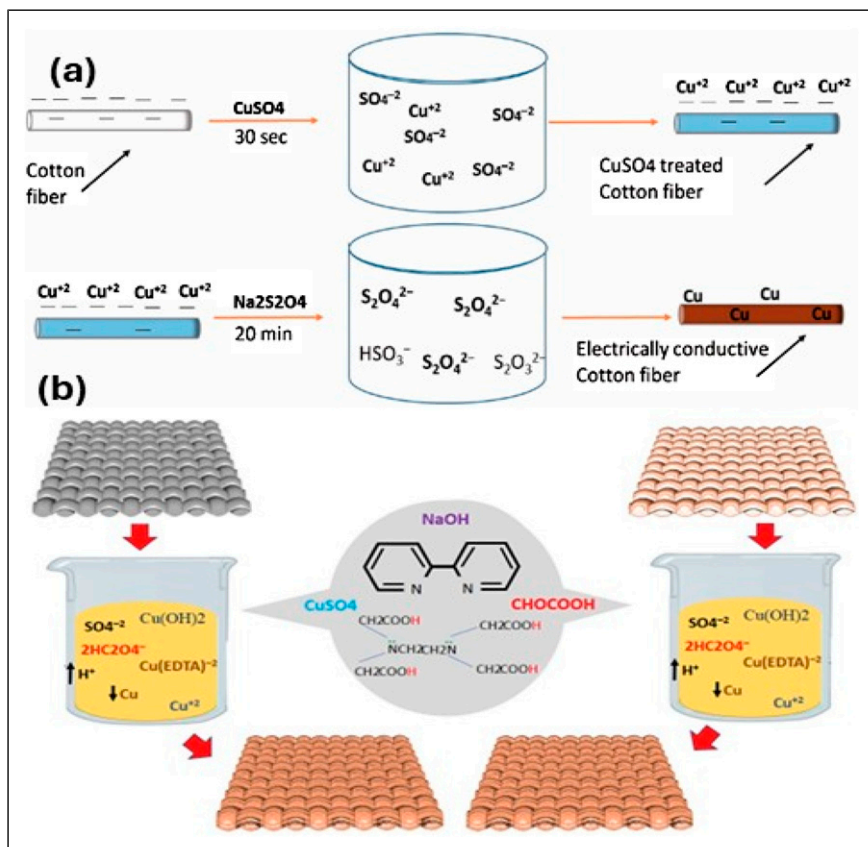 (a)
CuSO4
30 sec
Cotton
fiber
SO₄⁻²
Cu⁺²
SO₄⁻²
SO₄⁻²
Cu⁺²
Cu⁺²
SO₄⁻²
Cu⁺² Cu⁺² Cu⁺² Cu⁺²
CuSO4 treated
Cotton fiber
Cu⁺² Cu⁺² Cu⁺² Cu⁺²
Na2S2O4
20 min
S₂O₄²⁻
S₂O₄²⁻
HSO₃⁻ S₂O₄²⁻ S₂O₃²⁻
Cu Cu
Cu Cu
Electrically conductive
Cotton fiber
(b)
NaOH
N N
CuSO4 CHOCOOH
CH2COOH CH2COOH
NCH2CH2N
CH2COOH CH2COOH
SO4⁻² Cu(OH)2
2HC2O4⁻
Cu(EDTA)⁻²
H⁺
Cu
Cu⁺²
SO4⁻² Cu(OH)2
2HC2O4⁻
Cu(EDTA)⁻²
H⁺
Cu
Cu⁺²